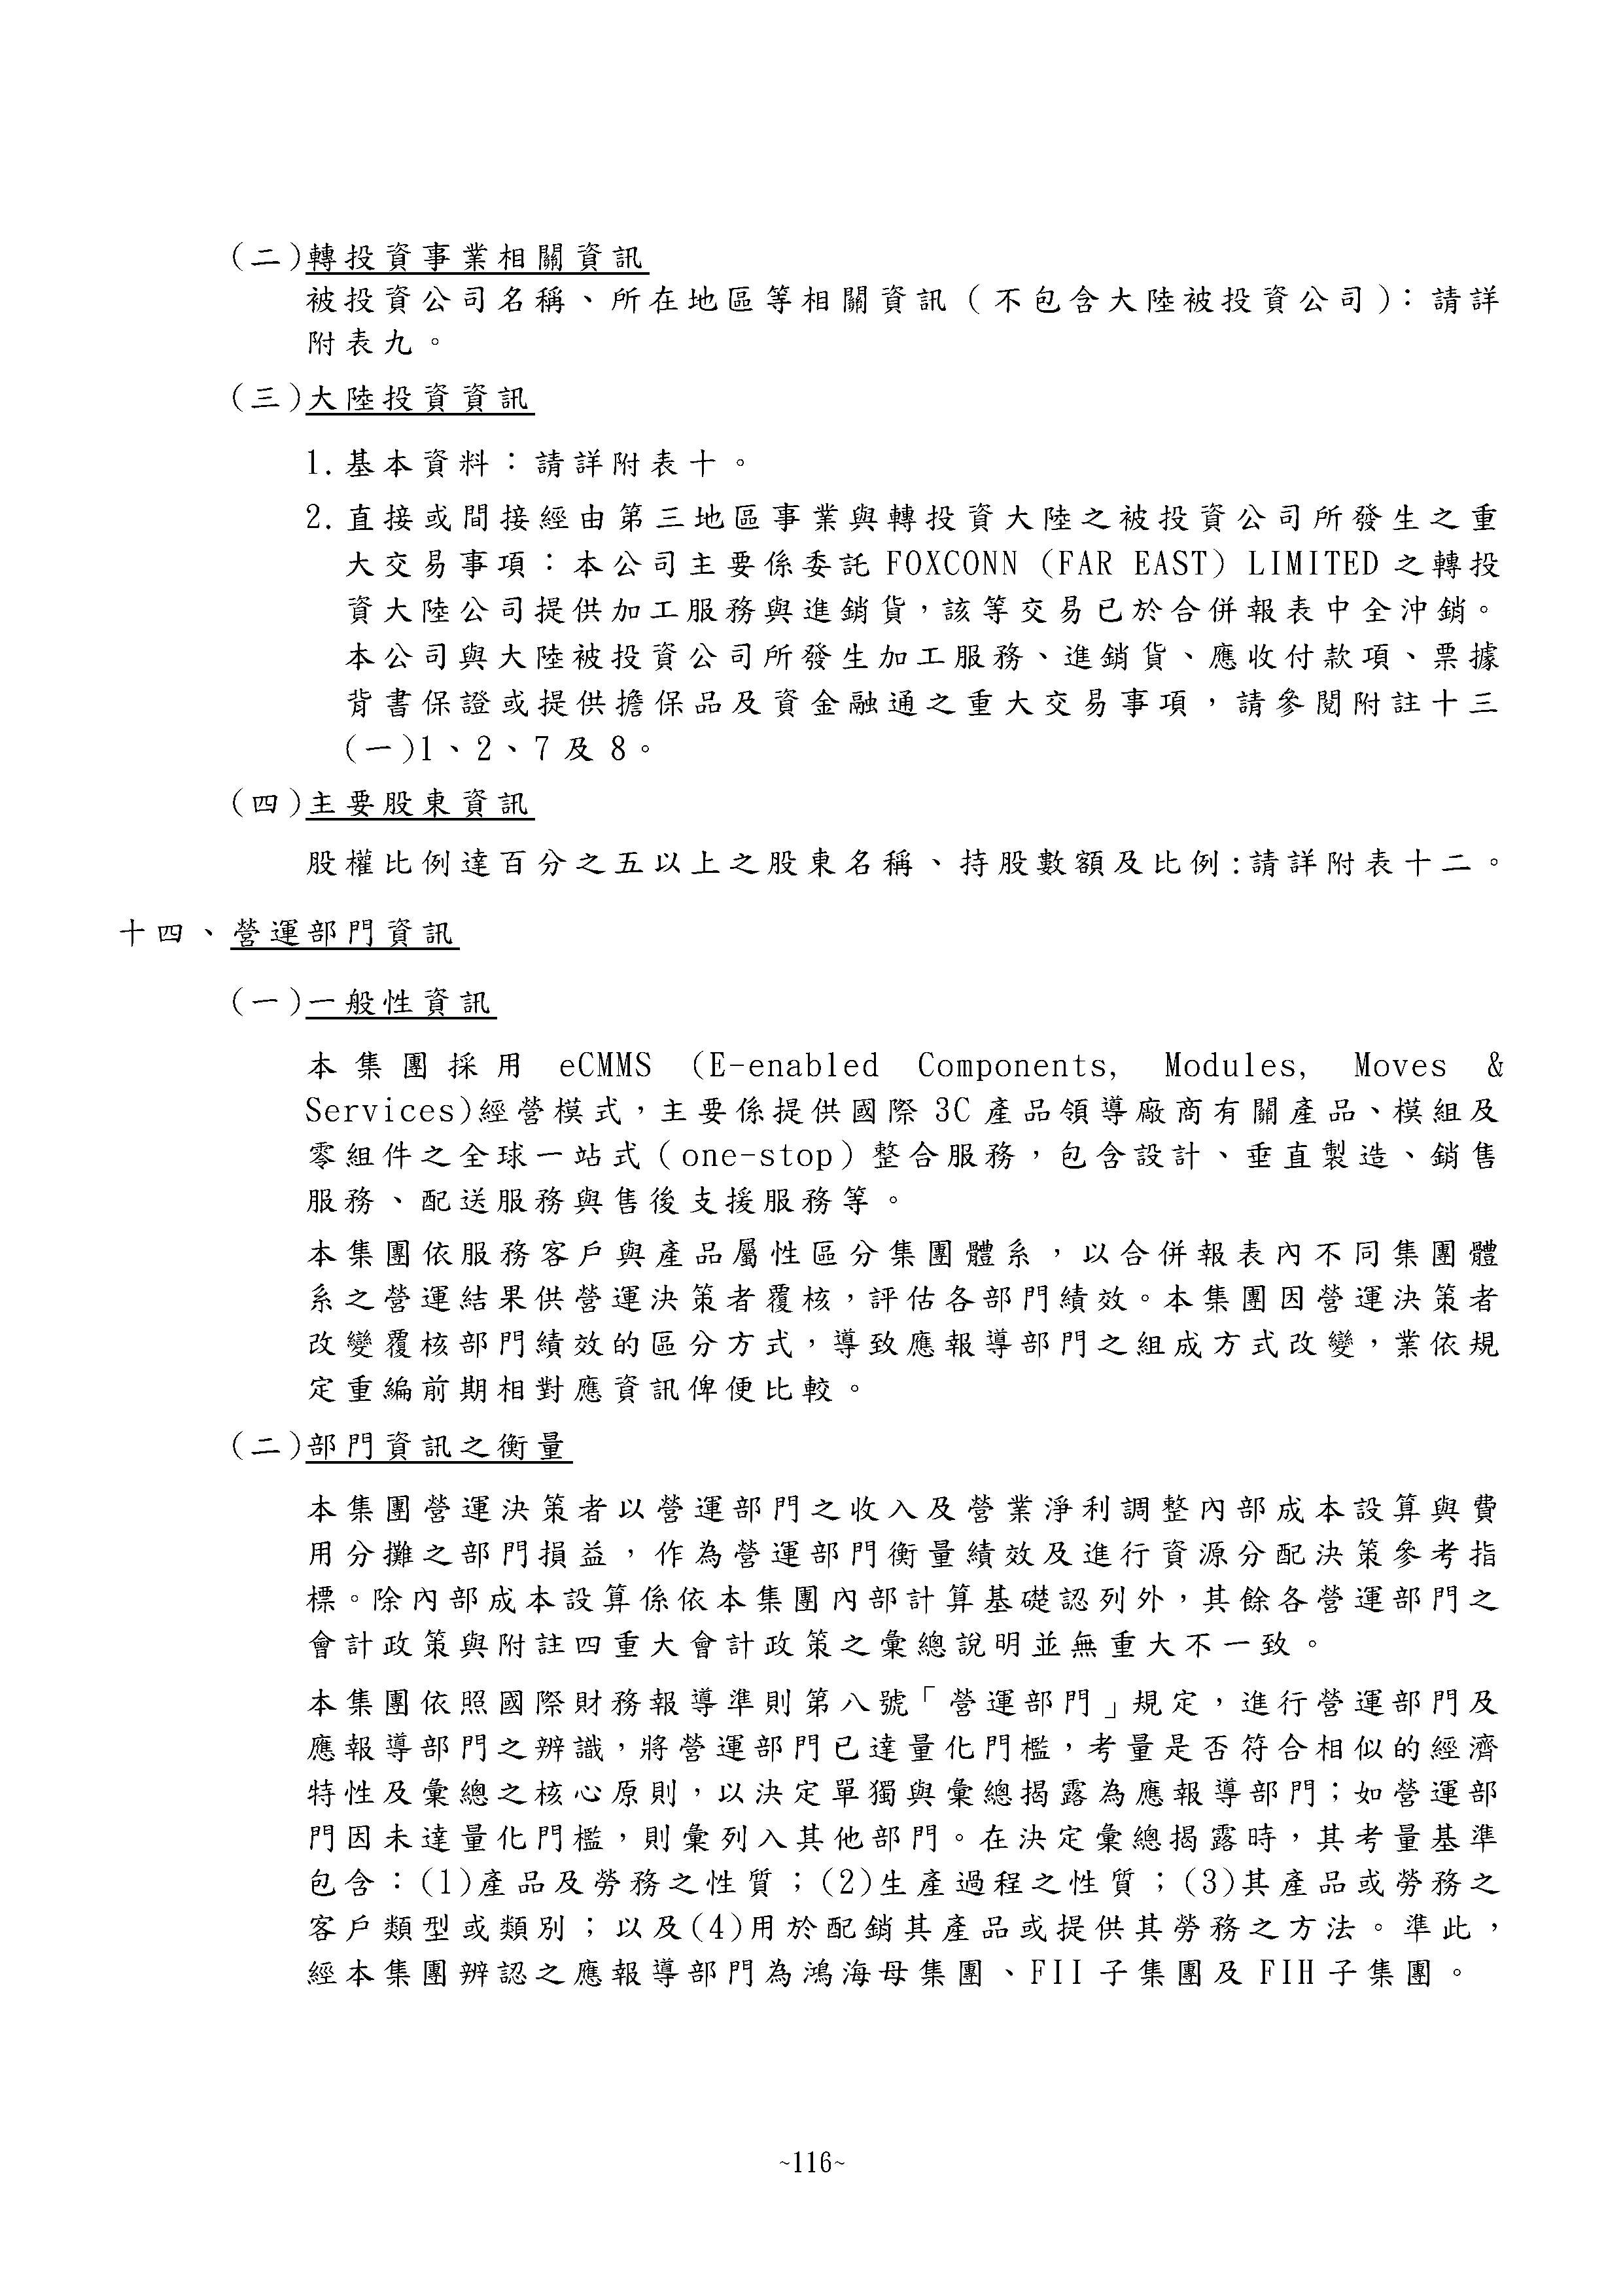 (二)轉投資事業相關資訊
被投資公司名稱、所在地區等相關資訊(不包含大陸被投資公司):請詳
附表九。
(三)大陸投資資訊
1.基本資料:請詳附表十。
2.直接或間接經由第三地區事業與轉投資大陸之被投資公司所發生之重
大交易事項:本公司主要係委託 FOXCONN (FAR EAST) LIMITED 之轉投
資大陸公司提供加工服務與進銷貨,該等交易已於合併報表中全沖銷。
本公司與大陸被投資公司所發生加工服務、進銷貨、應收付款項、票據
背書保證或提供擔保品及資金融通之重大交易事項,請參閱附註十三
(一)1、2、7 及 8。
(四)主要股東資訊
股權比例達百分之五以上之股東名稱、持股數額及比例:請詳附表十二。
十四、營運部門資訊
(一)一般性資訊
本集團採用 eCMMS (E-enabled Components, Modules, Moves &
Services)經營模式,主要係提供國際 3C 產品領導廠商有關產品、模組及
零組件之全球一站式(one-stop)整合服務,包含設計、垂直製造、銷售
服務、配送服務與售後支援服務等。
本集團依服務客戶與產品屬性區分集團體系,以合併報表內不同集團體
系之營運結果供營運決策者覆核,評估各部門績效。本集團因營運決策者
改變覆核部門績效的區分方式,導致應報導部門之組成方式改變,業依規
定重編前期相對應資訊俾便比較。
(二)部門資訊之衡量
本集團營運決策者以營運部門之收入及營業淨利調整內部成本設算與費
用分攤之部門損益,作為營運部門衡量績效及進行資源分配決策參考指
標。除內部成本設算係依本集團內部計算基礎認列外,其餘各營運部門之
會計政策與附註四重大會計政策之彙總說明並無重大不一致。
本集團依照國際財務報導準則第八號「營運部門」規定,進行營運部門及
應報導部門之辨識,將營運部門已達量化門檻,考量是否符合相似的經濟
特性及彙總之核心原則,以決定單獨與彙總揭露為應報導部門;如營運部
門因未達量化門檻,則彙列入其他部門。在決定彙總揭露時,其考量基準
包含:(1)產品及勞務之性質;(2)生產過程之性質;(3)其產品或勞務之
客戶類型或類別;以及(4)用於配銷其產品或提供其勞務之方法。準此,
經本集團辨認之應報導部門為鴻海母集團、FII 子集團及 FIH 子集團。
~116~